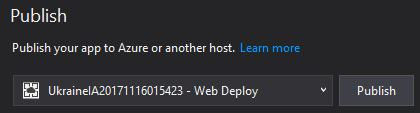 Publish
Publish your app to Azure or another host. Learn more
UkraineIA20171116015423 - Web Deploy Publish